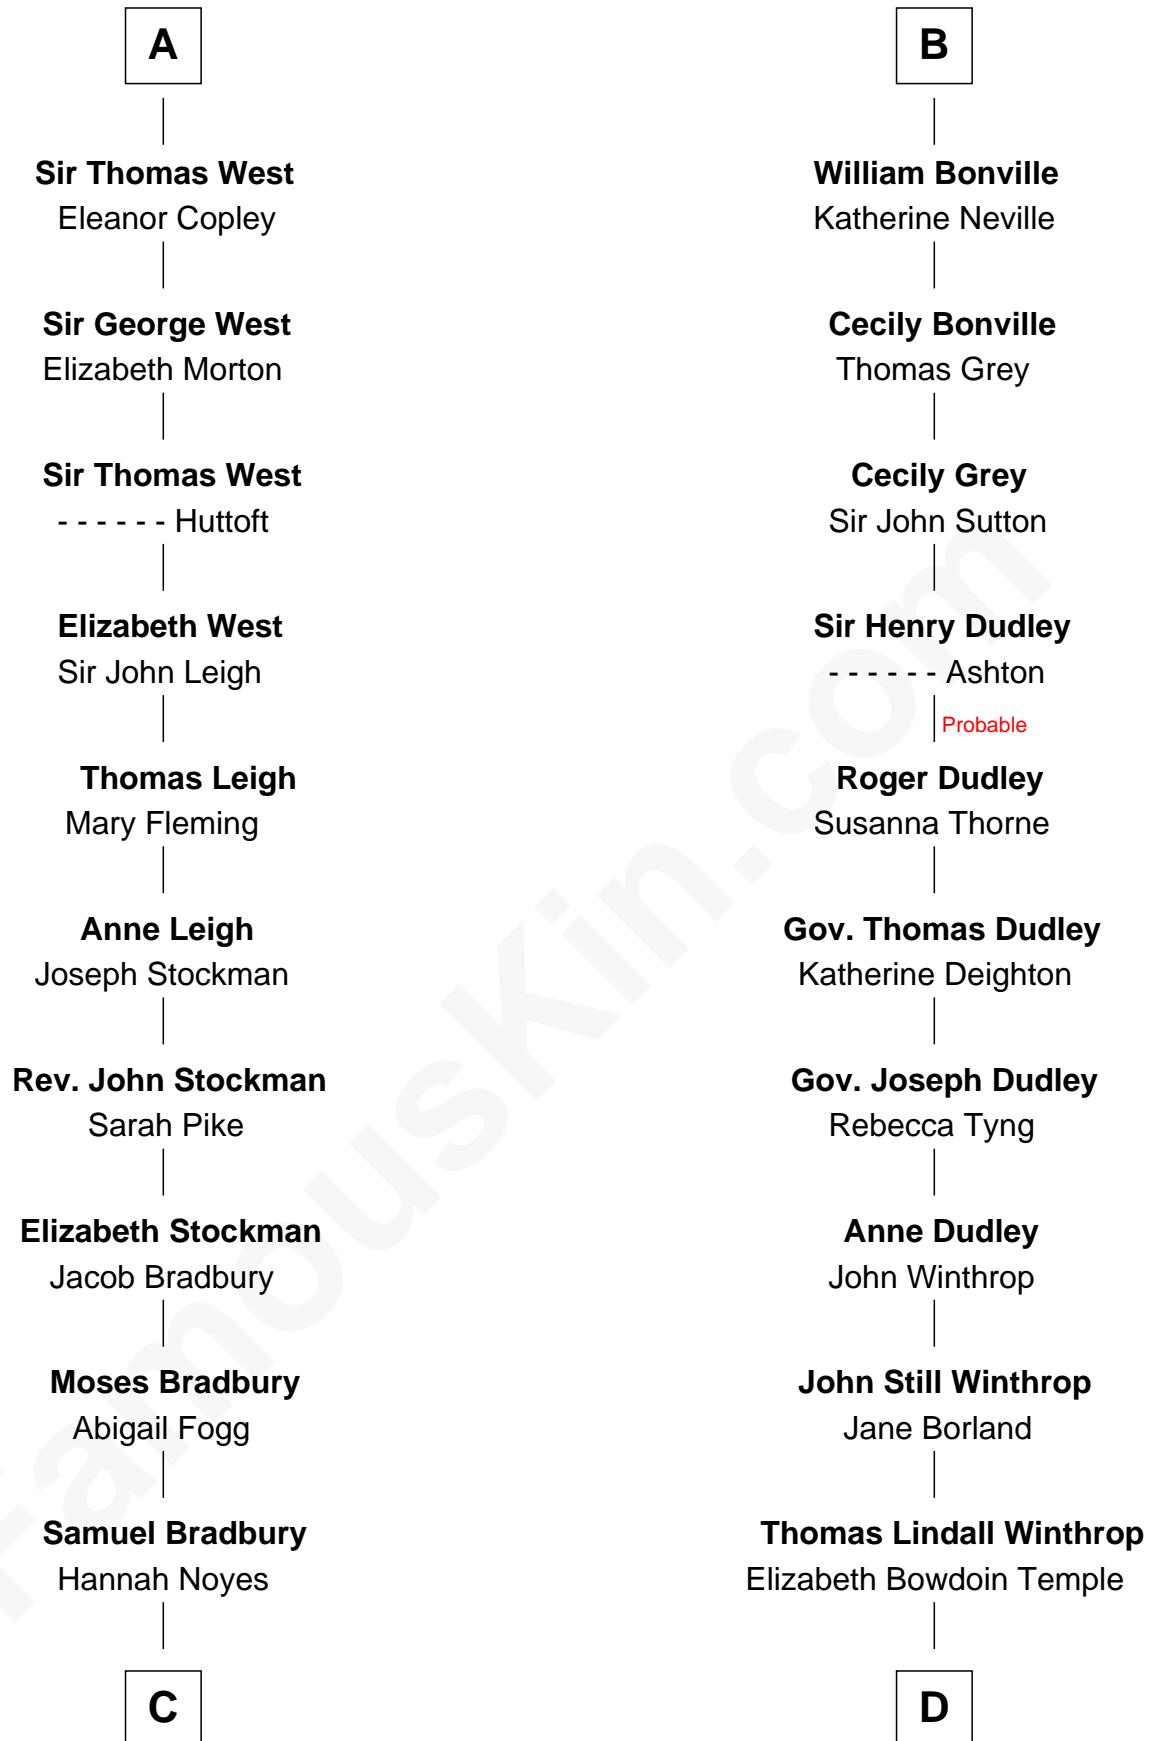 A
Sir Thomas West
Eleanor Copley
Sir George West
Elizabeth Morton
Sir Thomas West
- - - - - - Huttoft
Elizabeth West
Sir John Leigh
Thomas Leigh
Mary Fleming
Anne Leigh
Joseph Stockman
Rev. John Stockman
Sarah Pike
Elizabeth Stockman
Jacob Bradbury
Moses Bradbury
Abigail Fogg
Samuel Bradbury
Hannah Noyes
C
B
William Bonville
Katherine Neville
Cecily Bonville
Thomas Grey
Cecily Grey
Sir John Sutton
Sir Henry Dudley
- - - - - - Ashton
Probable
Roger Dudley
Susanna Thorne
Gov. Thomas Dudley
Katherine Deighton
Gov. Joseph Dudley
Rebecca Tyng
Anne Dudley
John Winthrop
John Still Winthrop
Jane Borland
Thomas Lindall Winthrop
Elizabeth Bowdoin Temple
D
FamousKin.com